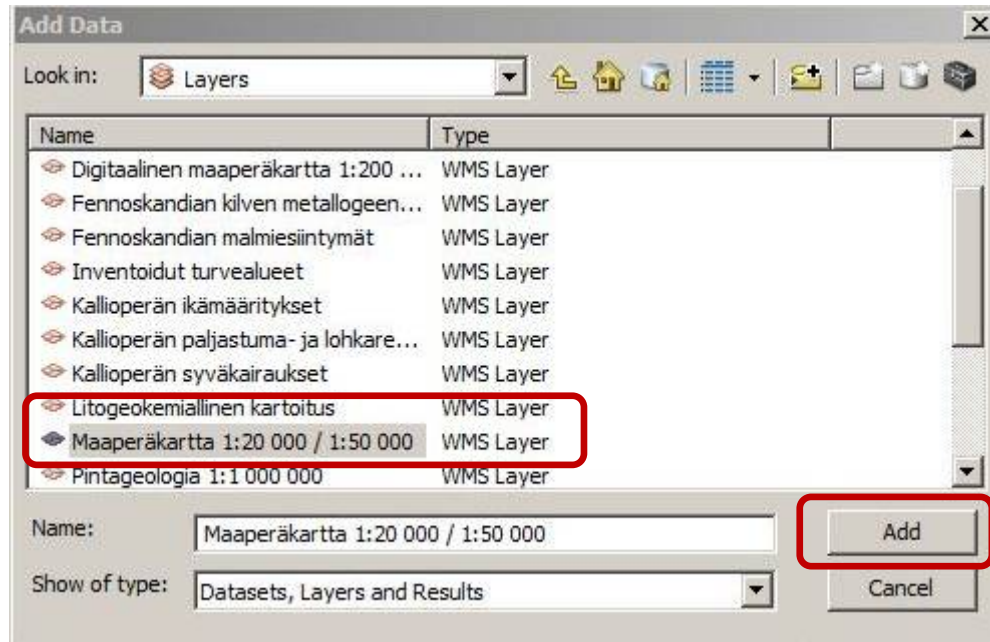 Add Data
Look in: Layers
Name Type
Digitaalinen maaperäkartta 1:200 ... WMS Layer
Fennoskandian kilven metallogeen... WMS Layer
Fennoskandian malmiesiintymät WMS Layer
Inventoidut turvealueet WMS Layer
Kallioperän ikämääritykset WMS Layer
Kallioperän paljastuma- ja lohkare... WMS Layer
Kallioperän syväkairaukset WMS Layer
Litogeokemiallinen kartoitus WMS Layer
Maaperäkartta 1:20 000 / 1:50 000 WMS Layer
Pintageologia 1:1 000 000 WMS Layer
Name: Maaperäkartta 1:20 000 / 1:50 000 Add
Show of type: Datasets, Layers and Results Cancel